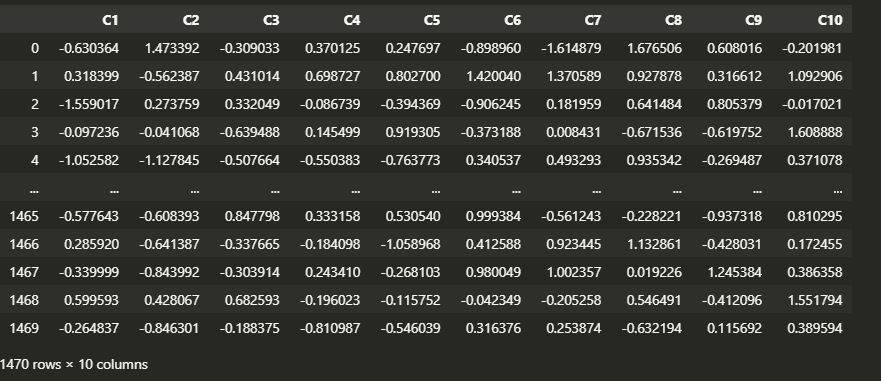 C1 C2 C3 C4 C5 C6 C7 C8 C9 C10
0 -0.630364 1.473392 -0.309033 0.370125 0.247697 -0.898960 -1.614879 1.676506 0.608016 -0.201981
1 0.318399 -0.562387 0.431014 0.698727 0.802700 1.420040 1.370589 0.927878 0.316612 1.092906
2 -1.559017 0.273759 0.332049 -0.086739 -0.394369 -0.906245 0.181959 0.641484 0.805379 -0.017021
3 -0.097236 -0.041068 -0.639488 0.145499 0.919305 -0.373188 0.008431 -0.671536 -0.619752 1.608888
4 -1.052582 -1.127845 -0.507664 -0.550383 -0.763773 0.340537 0.493293 0.935342 -0.269487 0.371078
... ... ... ... ... ... ... ... ... ... ...
1465 -0.577643 -0.608393 0.847798 0.333158 0.530540 0.999384 -0.561243 -0.228221 -0.937318 0.810295
1466 0.285920 -0.641387 -0.337665 -0.184098 -1.058968 0.412588 0.923445 1.132861 -0.428031 0.172455
1467 -0.339999 -0.843992 -0.303914 0.243410 -0.268103 0.980049 1.002357 0.019226 1.245384 0.386358
1468 0.599593 0.428067 0.682593 -0.196023 -0.115752 -0.042349 -0.205258 0.546491 -0.412096 1.551794
1469 -0.264837 -0.846301 -0.188375 -0.810987 -0.546039 0.316376 0.253874 -0.632194 0.115692 0.389594
1470 rows × 10 columns